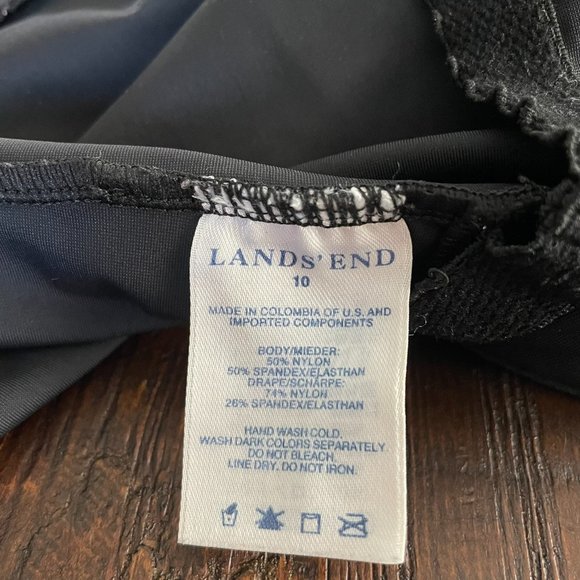 LANDS' END
10
MADE IN COLOMBIA OF U.S. AND
IMPORTED COMPONENTS
BODY/MIEDER:
50% NYLON
50% SPANDEX/ELASTHAN
DRAPE/SCHÄRPE:
74% NYLON
26% SPANDEX/ELASTHAN
HAND WASH COLD.
WASH DARK COLORS SEPARATELY.
DO NOT BLEACH.
LINE DRY. DO NOT IRON.